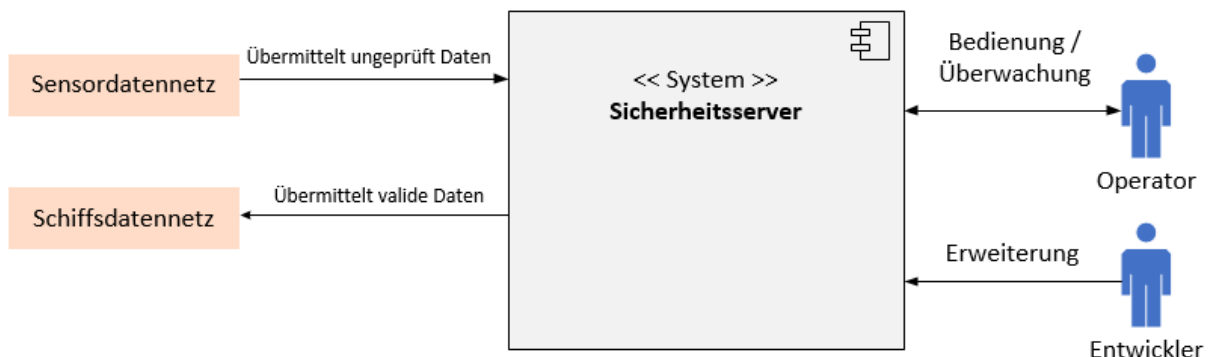 Sensordatennetz
Übermittelt ungeprüft Daten
Schiffsdatennetz
Übermittelt valide Daten
<< System >>
Sicherheitsserver
Bedienung /
Überwachung
Operator
Erweiterung
Entwickler